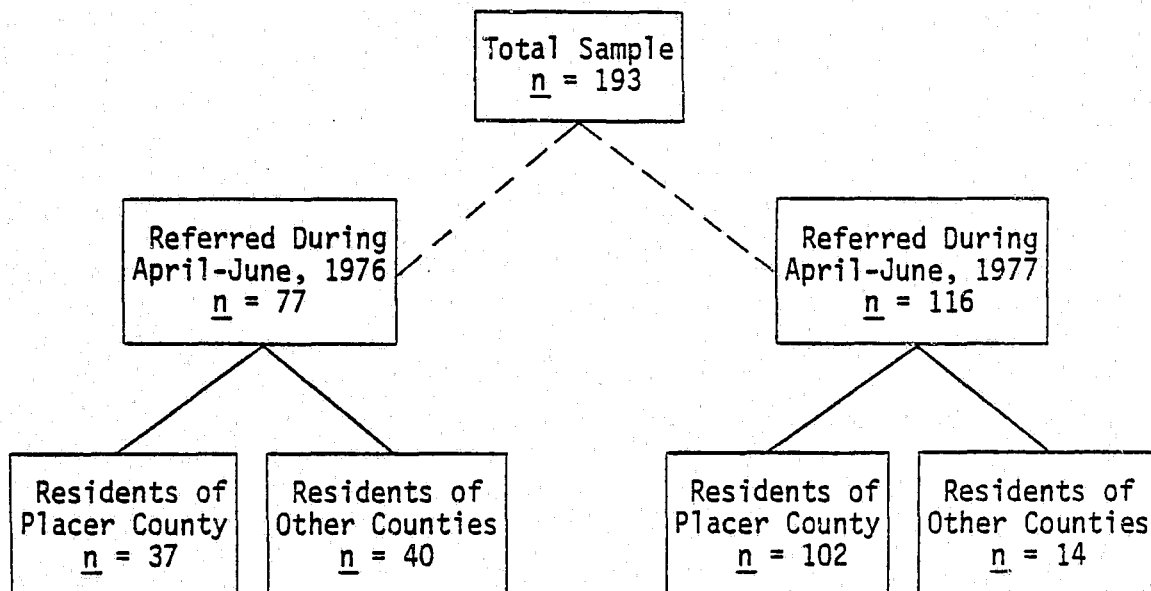 Total Sample
n = 193
Referred During
April-June, 1976
n = 77
Referred During
April-June, 1977
n = 116
Residents of
Placer County
n = 37
Residents of
Other Counties
n = 40
Residents of
Placer County
n = 102
Residents of
Other Counties
n = 14